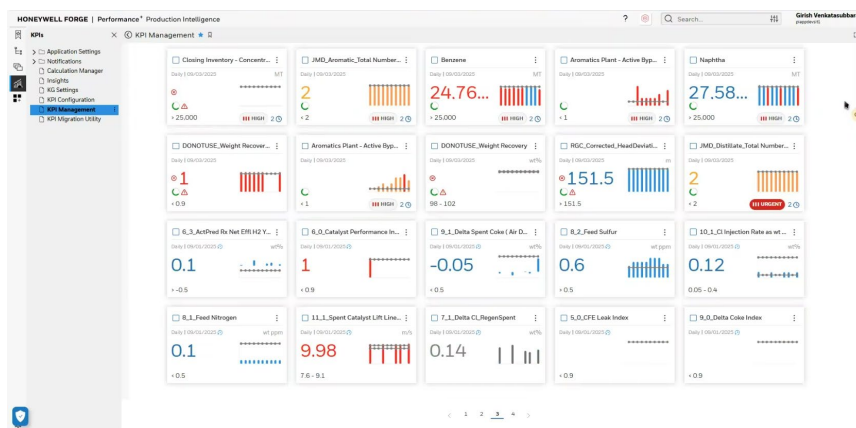 HONEYWELL FORGE | Performance+ Production Intelligence
? Search... Girish Venkatasubbar
KPIs
KPI Management
Application Settings
Notifications
Calculation Manager
Insights
KG Settings
KPI Configuration
KPI Management
KPI Migration Utility
Closing Inventory - Concentr...
Daily | 09/03/2025 MT
> 25.000 HIGH 2
JMD_Aromatic_Total Number...
Daily | 09/03/2025
2
< 2 HIGH 2
Benzene
Daily | 09/03/2025 MT
24.76...
> 25.000 HIGH 2
Aromatics Plant - Active Byp...
Daily | 09/03/2025
< 1 HIGH 2
Naphtha
Daily | 09/03/2025 MT
27.58...
> 25.000 HIGH 2
DONOTUSE_Weight Recover...
Daily | 09/03/2025
1
< 0.9
Aromatics Plant - Active Byp...
Daily | 09/03/2025
< 1 HIGH 2
DONOTUSE_Weight Recovery
Daily | 09/03/2025 wt%
98 - 102
RGC_Corrected_HeadDeviati...
Daily | 09/03/2025 m
151.5
> 151.5
JMD_Distillate_Total Number...
Daily | 09/03/2025
2
< 2 URGENT 2
6_3_ActPred Rx Net Effl H2 Y...
Daily | 09/01/2025 wt%
0.1
> -0.5
6_0_Catalyst Performance In...
Daily | 09/01/2025
1
< 0.9
9_1_Delta Spent Coke ( Air D...
Daily | 09/01/2025 wt%
-0.05
< 0.5
8_2_Feed Sulfur
Daily | 09/01/2025 wt ppm
0.6
> 0.5
10_1_Cl Injection Rate as wt ...
Daily | 09/01/2025 wt%
0.12
0.05 - 0.4
8_1_Feed Nitrogen
Daily | 09/01/2025 wt ppm
0.1
< 0.5
11_1_Spent Catalyst Lift Line...
Daily | 09/01/2025 m/s
9.98
7.6 - 9.1
7_1_Delta Cl_RegenSpent
Daily | 09/01/2025 wt%
0.14
5_0_CFE Leak Index
Daily | 09/01/2025
< 0.9
9_0_Delta Coke Index
Daily | 09/01/2025
< 0.9
< 1 2 3 4 >